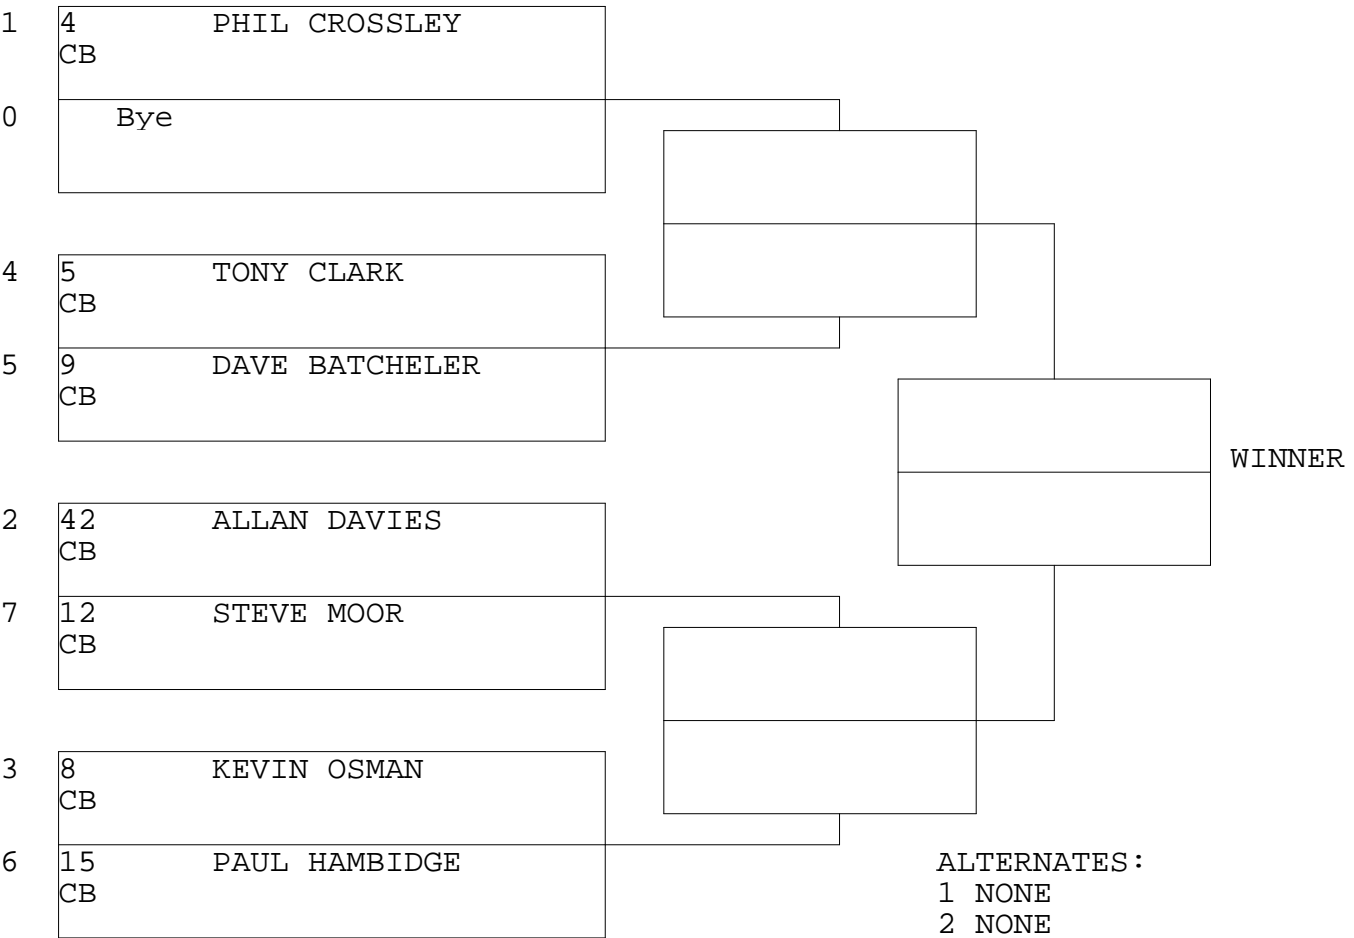 1 4 PHIL CROSSLEY
CB
0 Bye
4 5 TONY CLARK
CB
5 9 DAVE BATCHELER
CB
WINNER
2 42 ALLAN DAVIES
CB
7 12 STEVE MOOR
CB
3 8 KEVIN OSMAN
CB
6 15 PAUL HAMBIDGE
CB
ALTERNATES:
1 NONE
2 NONE